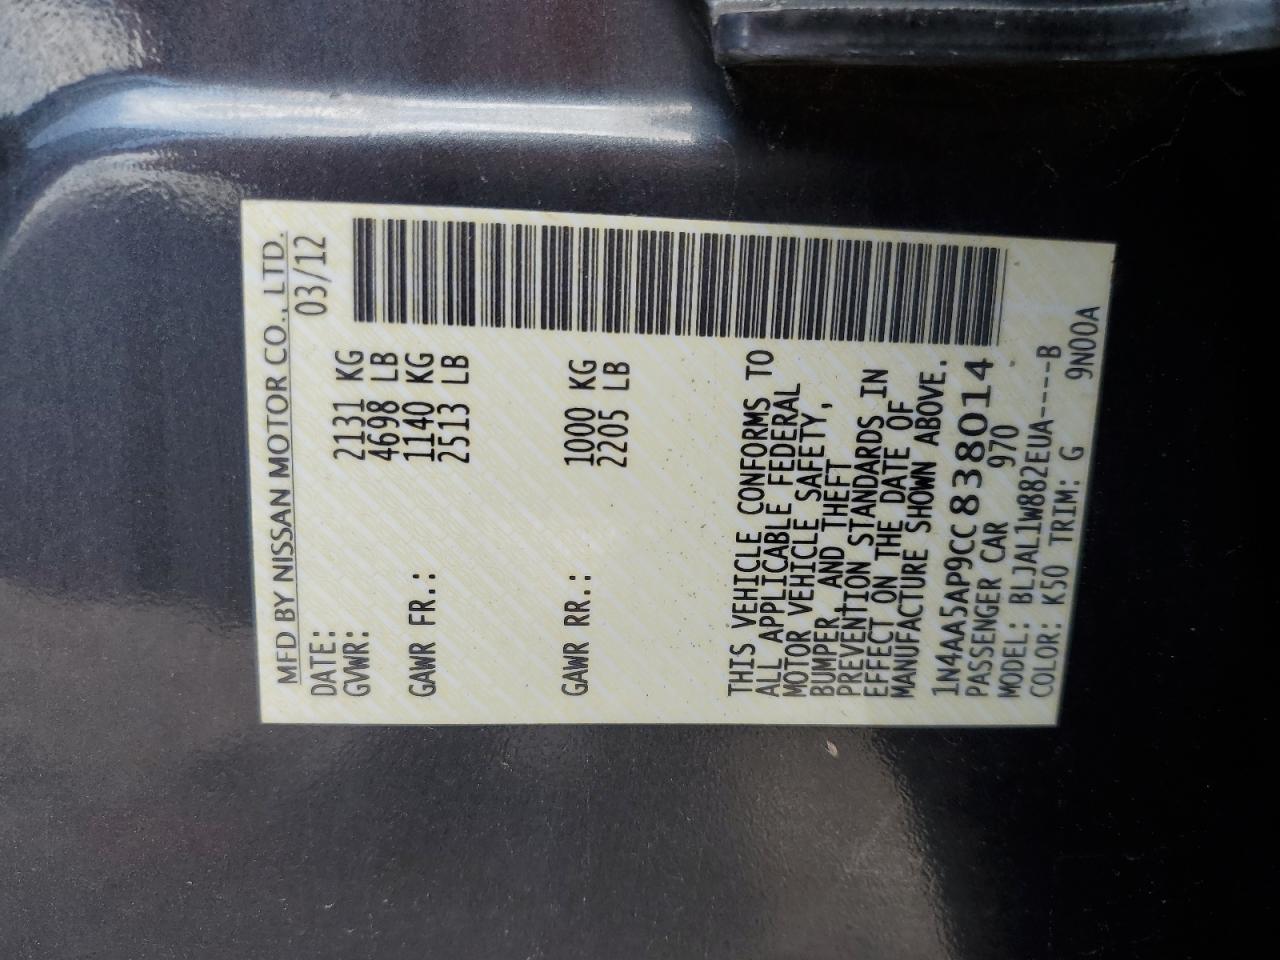 MFD BY NISSAN MOTOR CO., LTD.
DATE: 03/12
GVWR: 2131 KG
4698 LB
GAWR FR.: 1140 KG
2513 LB
GAWR RR.: 1000 KG
2205 LB
THIS VEHICLE CONFORMS TO
ALL APPLICABLE FEDERAL
MOTOR VEHICLE SAFETY,
BUMPER, AND THEFT
PREVENTION STANDARDS IN
EFFECT ON THE DATE OF
MANUFACTURE SHOWN ABOVE.
1N4AA5AP9CC838014
PASSENGER CAR 970
MODEL: BLJAL1W882EUA-----B
COLOR: K50 TRIM: G 9N00A